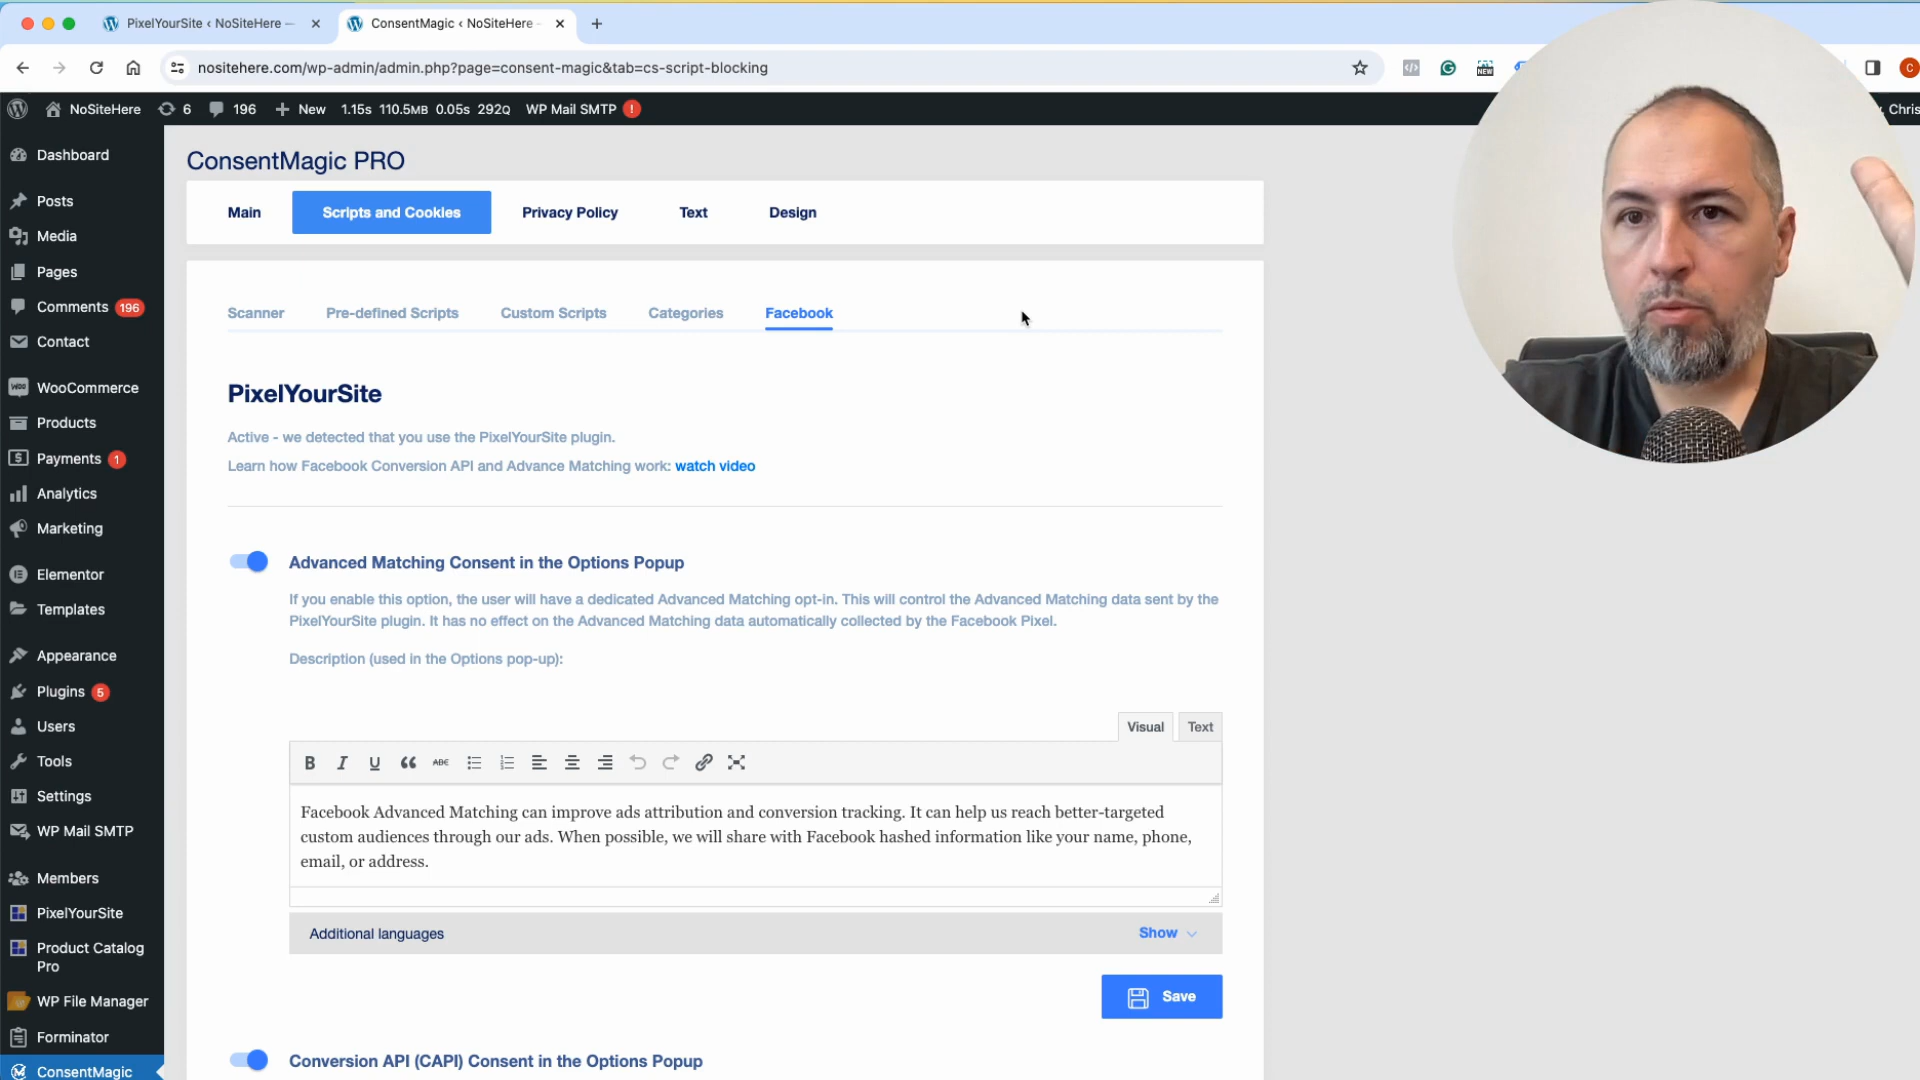 PixelYourSite ‹ NoSiteHere —
ConsentMagic ‹ NoSiteHere -
nositehere.com/wp-admin/admin.php?page=consent-magic&tab=cs-script-blocking
NEW
C
NoSiteHere
6
196
New
1.15s 110.5MB 0.05s 292Q
WP Mail SMTP
!
, Chris
Dashboard
Posts
Media
Pages
Comments 196
Contact
WooCommerce
Products
Payments 1
Analytics
Marketing
Elementor
Templates
Appearance
Plugins 5
Users
Tools
Settings
WP Mail SMTP
Members
PixelYourSite
Product Catalog
Pro
WP File Manager
Forminator
ConsentMagic
ConsentMagic PRO
Main
Scripts and Cookies
Privacy Policy
Text
Design
Scanner
Pre-defined Scripts
Custom Scripts
Categories
Facebook
PixelYourSite
Active - we detected that you use the PixelYourSite plugin.
Learn how Facebook Conversion API and Advance Matching work: watch video
Advanced Matching Consent in the Options Popup
If you enable this option, the user will have a dedicated Advanced Matching opt-in. This will control the Advanced Matching data sent by the
PixelYourSite plugin. It has no effect on the Advanced Matching data automatically collected by the Facebook Pixel.
Description (used in the Options pop-up):
Visual
Text
B I U ABC
Facebook Advanced Matching can improve ads attribution and conversion tracking. It can help us reach better-targeted
custom audiences through our ads. When possible, we will share with Facebook hashed information like your name, phone,
email, or address.
Additional languages
Show
Save
Conversion API (CAPI) Consent in the Options Popup